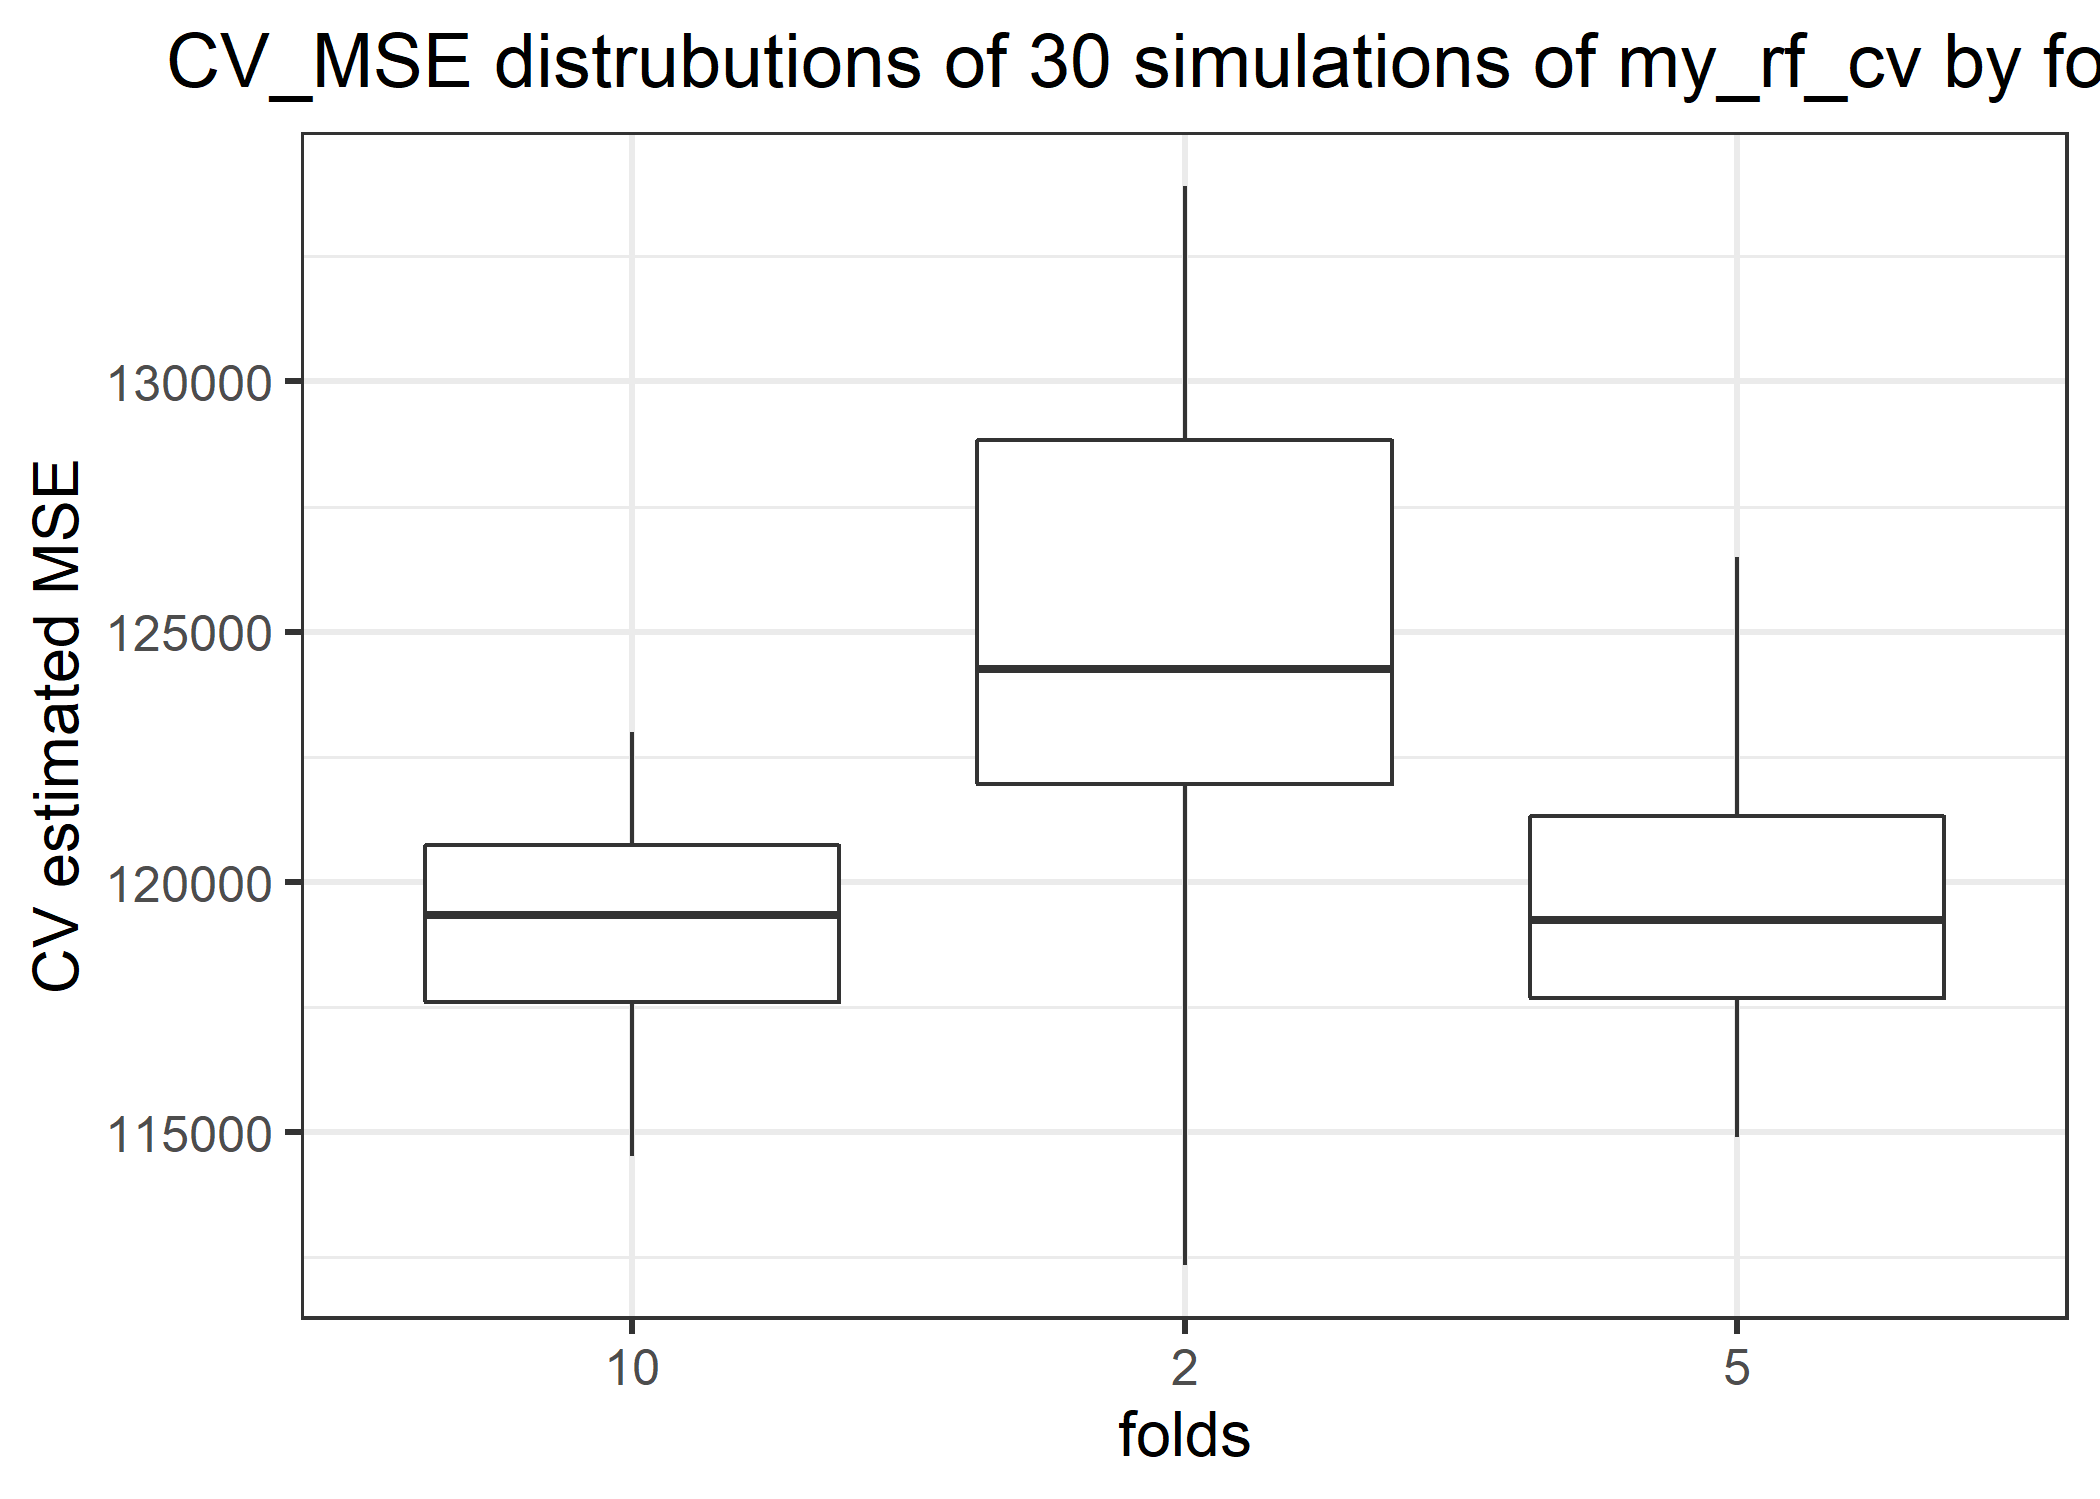 CV_MSE distrubutions of 30 simulations of my_rf_cv by fo
CV estimated MSE
130000
125000
120000
115000
10 2 5
folds